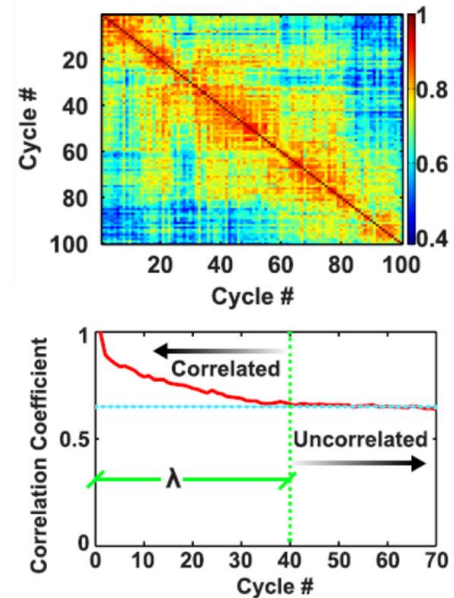 1
20
0.8
40
Cycle #
60
0.6
80
100
0.4
20 40 60 80 100
Cycle #
1
Correlated
Correlation Coefficient
0.5
Uncorrelated
λ
0
0 10 20 30 40 50 60 70
Cycle #